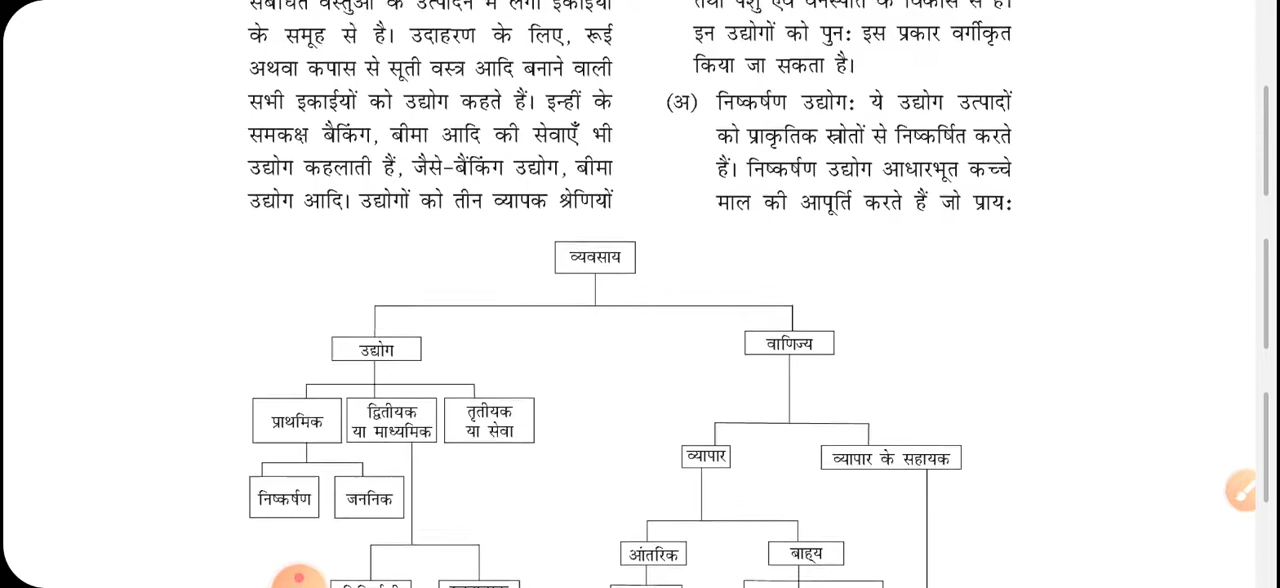 के समूह से है। उदाहरण के लिए, रूई
अथवा कपास से सूती वस्त्र आदि बनाने वाली
सभी इकाईयों को उद्योग कहते हैं। इन्हीं के
समकक्ष बैकिंग, बीमा आदि की सेवाएँ भी
उद्योग कहलाती हैं, जैसे-बैंकिंग उद्योग, बीमा
उद्योग आदि। उद्योगों को तीन व्यापक श्रेणियों
इन उद्योगों को पुन: इस प्रकार वर्गीकृत
किया जा सकता है।
(अ) निष्कर्षण उद्योग: ये उद्योग उत्पादों
को प्राकृतिक स्रोतों से निष्कर्षित करते
हैं। निष्कर्षण उद्योग आधारभूत कच्चे
माल की आपूर्ति करते हैं जो प्राय:
व्यवसाय
उद्योग
वाणिज्य
प्राथमिक
द्वितीयक
या माध्यमिक
तृतीयक
या सेवा
व्यापार
व्यापार के सहायक
निष्कर्षण
जननिक
आंतरिक
बाह्य